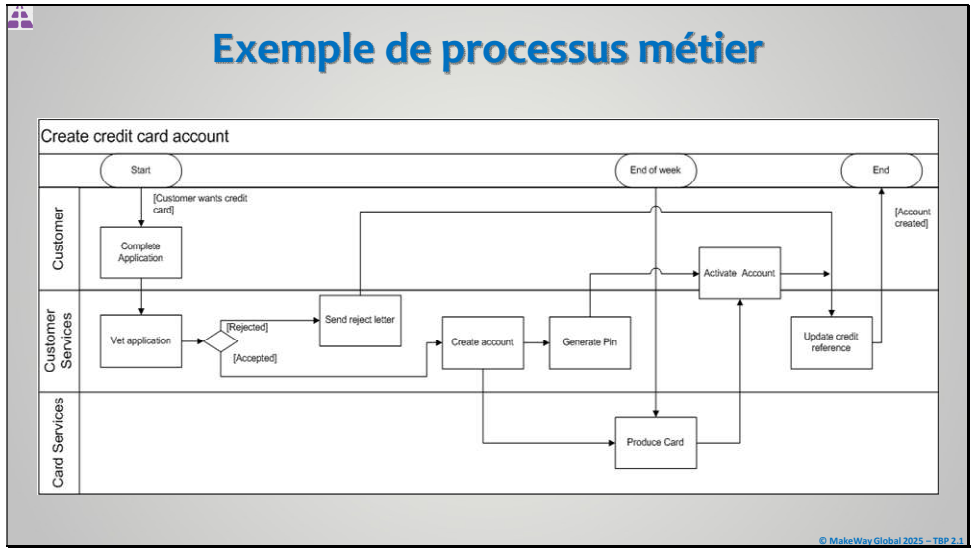 Exemple de processus métier
Create credit card account
Start
End of week
End
[Customer wants credit
card]
[Account
created]
Customer
Complete
Application
Activate Account
Customer
Services
Vet application
[Rejected]
[Accepted]
Send reject letter
Create account
Generate Pin
Update credit
reference
Card Services
Produce Card
© MakeWay Global 2025 – TBP 2.1